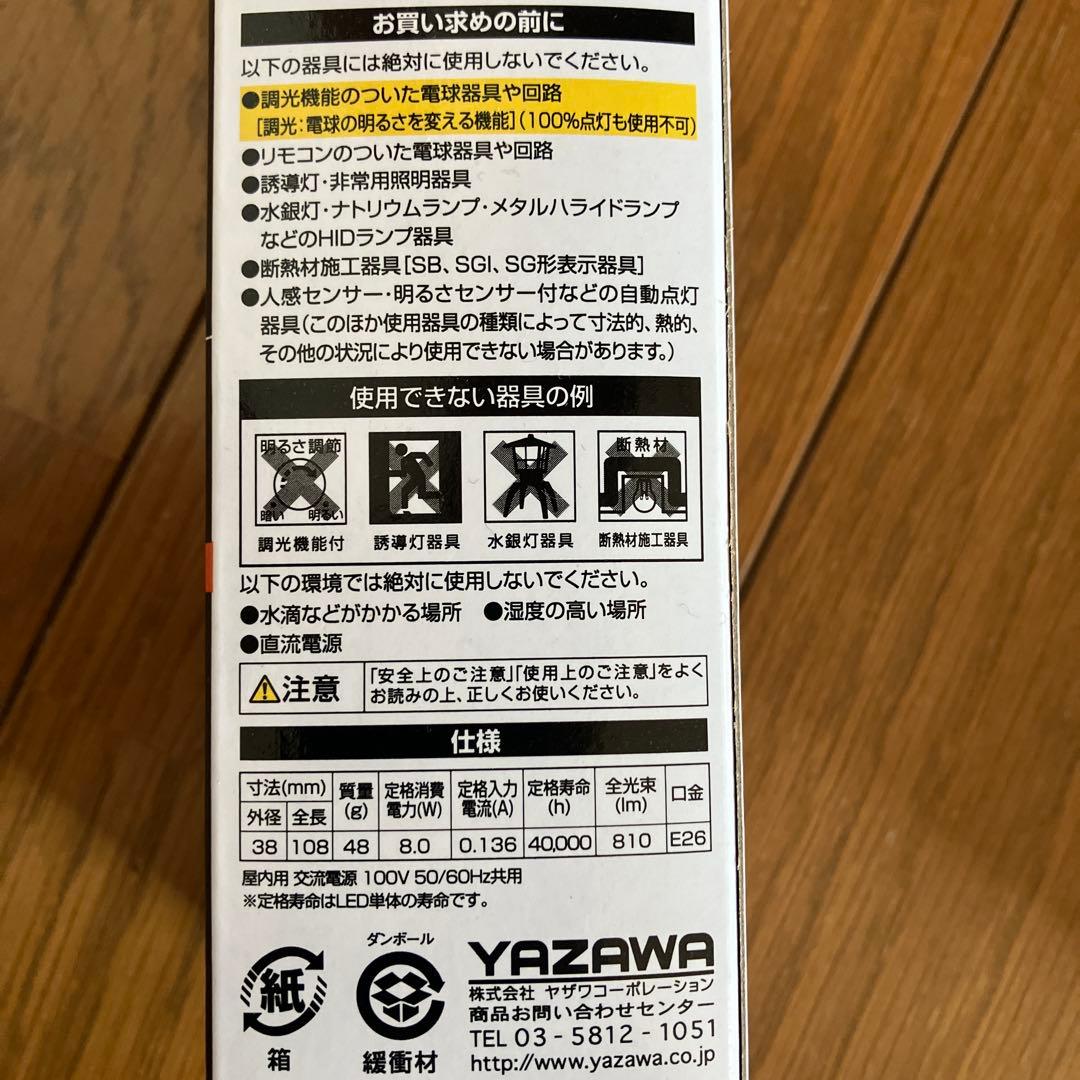 お買い求めの前に
以下の器具には絶対に使用しないでください。
●調光機能のついた電球器具や回路
[調光:電球の明るさを変える機能](100%点灯も使用不可)
●リモコンのついた電球器具や回路
●誘導灯・非常用照明器具
●水銀灯・ナトリウムランプ・メタルハライドランプ
などのHIDランプ器具
●断熱材施工器具[SB、SGI、SG形表示器具]
●人感センサー・明るさセンサー付などの自動点灯
器具(このほか使用器具の種類によって寸法的、熱的、
その他の状況により使用できない場合があります。)
使用できない器具の例
明るさ調節
断熱材
暗い 明るい
調光機能付 誘導灯器具 水銀灯器具 断熱材施工器具
以下の環境では絶対に使用しないでください。
●水滴などがかかる場所 ●湿度の高い場所
●直流電源
注意
「安全上のご注意」「使用上のご注意」をよく
お読みの上、正しくお使いください。
仕様
寸法(mm) 質量(g) 定格消費電力(W) 定格入力電流(A) 定格寿命(h) 全光束(lm) 口金
外径 全長
38 108 48 8.0 0.136 40,000 810 E26
屋内用 交流電源 100V 50/60Hz共用
※定格寿命はLED単体の寿命です。
紙
箱
ダンボール
緩衝材
YAZAWA
株式会社 ヤザワコーポレーション
商品お問い合わせセンター
TEL 03-5812-1051
http://www.yazawa.co.jp